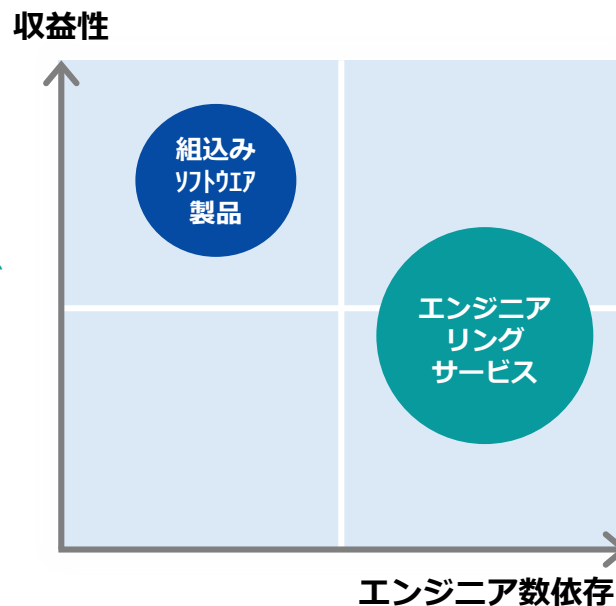 収益性
組込み
ソフトウエア
製品
エンジニア
リング
サービス
エンジニア数依存